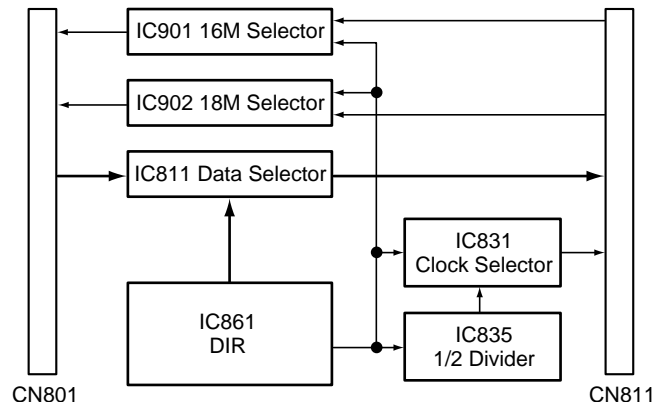 IC901 16M Selector
IC902 18M Selector
IC811 Data Selector
IC831
Clock Selector
IC861
DIR
IC835
1/2 Divider
CN801
CN811